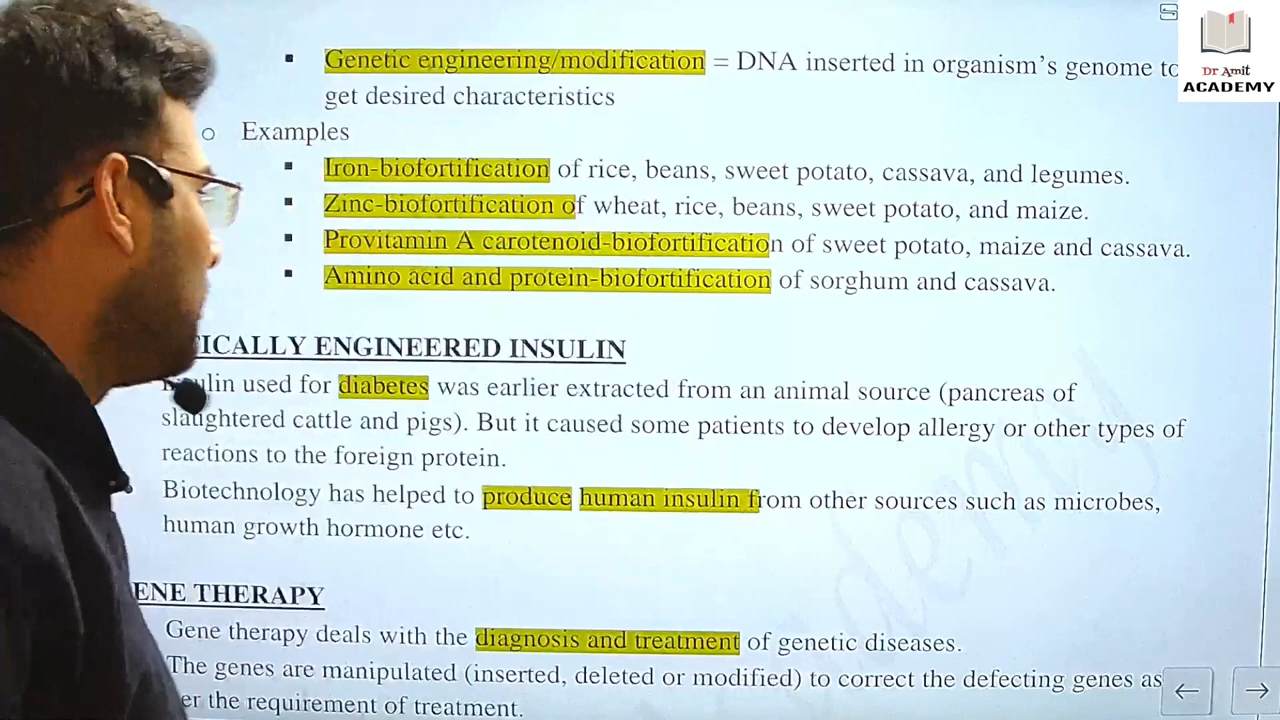 Genetic engineering/modification = DNA inserted in organism's genome to
get desired characteristics
Dr Amit
ACADEMY
Examples
Iron-biofortification of rice, beans, sweet potato, cassava, and legumes.
Zinc-biofortification of wheat, rice, beans, sweet potato, and maize.
Provitamin A carotenoid-biofortification of sweet potato, maize and cassava.
Amino acid and protein-biofortification of sorghum and cassava.
ICALLY ENGINEERED INSULIN
Insulin used for diabetes was earlier extracted from an animal source (pancreas of
slaughtered cattle and pigs). But it caused some patients to develop allergy or other types of
reactions to the foreign protein.
Biotechnology has helped to produce human insulin from other sources such as microbes,
human growth hormone etc.
ENE THERAPY
Gene therapy deals with the diagnosis and treatment of genetic diseases.
The genes are manipulated (inserted, deleted or modified) to correct the defecting genes as
er the requirement of treatment.
ademy